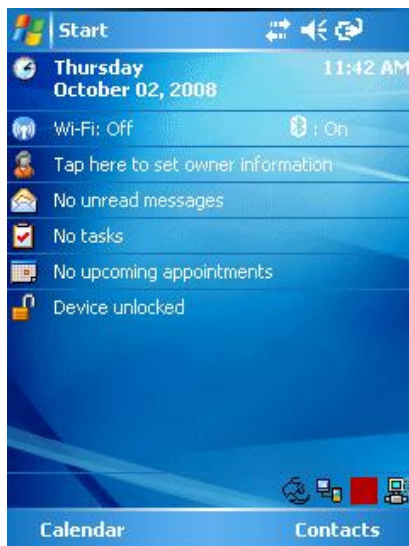 Start
Thursday 11:42 AM
October 02, 2008
Wi-Fi: Off : On
Tap here to set owner information
No unread messages
No tasks
No upcoming appointments
Device unlocked
Calendar Contacts